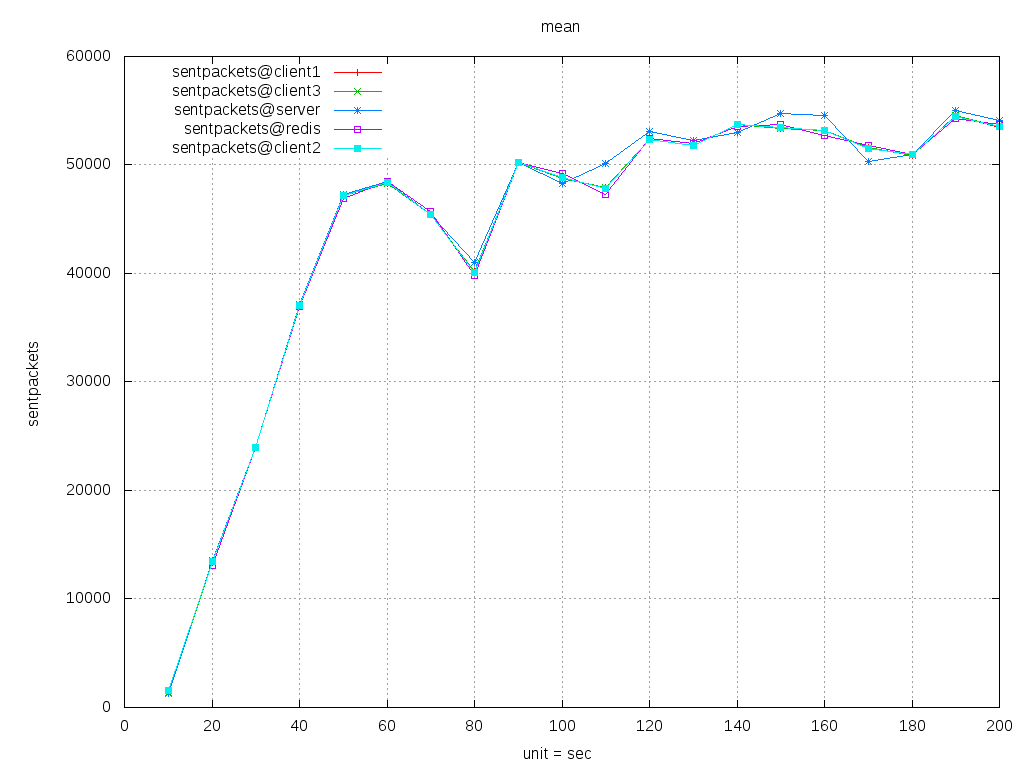 mean
60000
50000
40000
30000
20000
10000
0
sentpackets@client1
sentpackets@client3
sentpackets@server
sentpackets@redis
sentpackets@client2
sentpackets
0 20 40 60 80 100 120 140 160 180 200
unit = sec